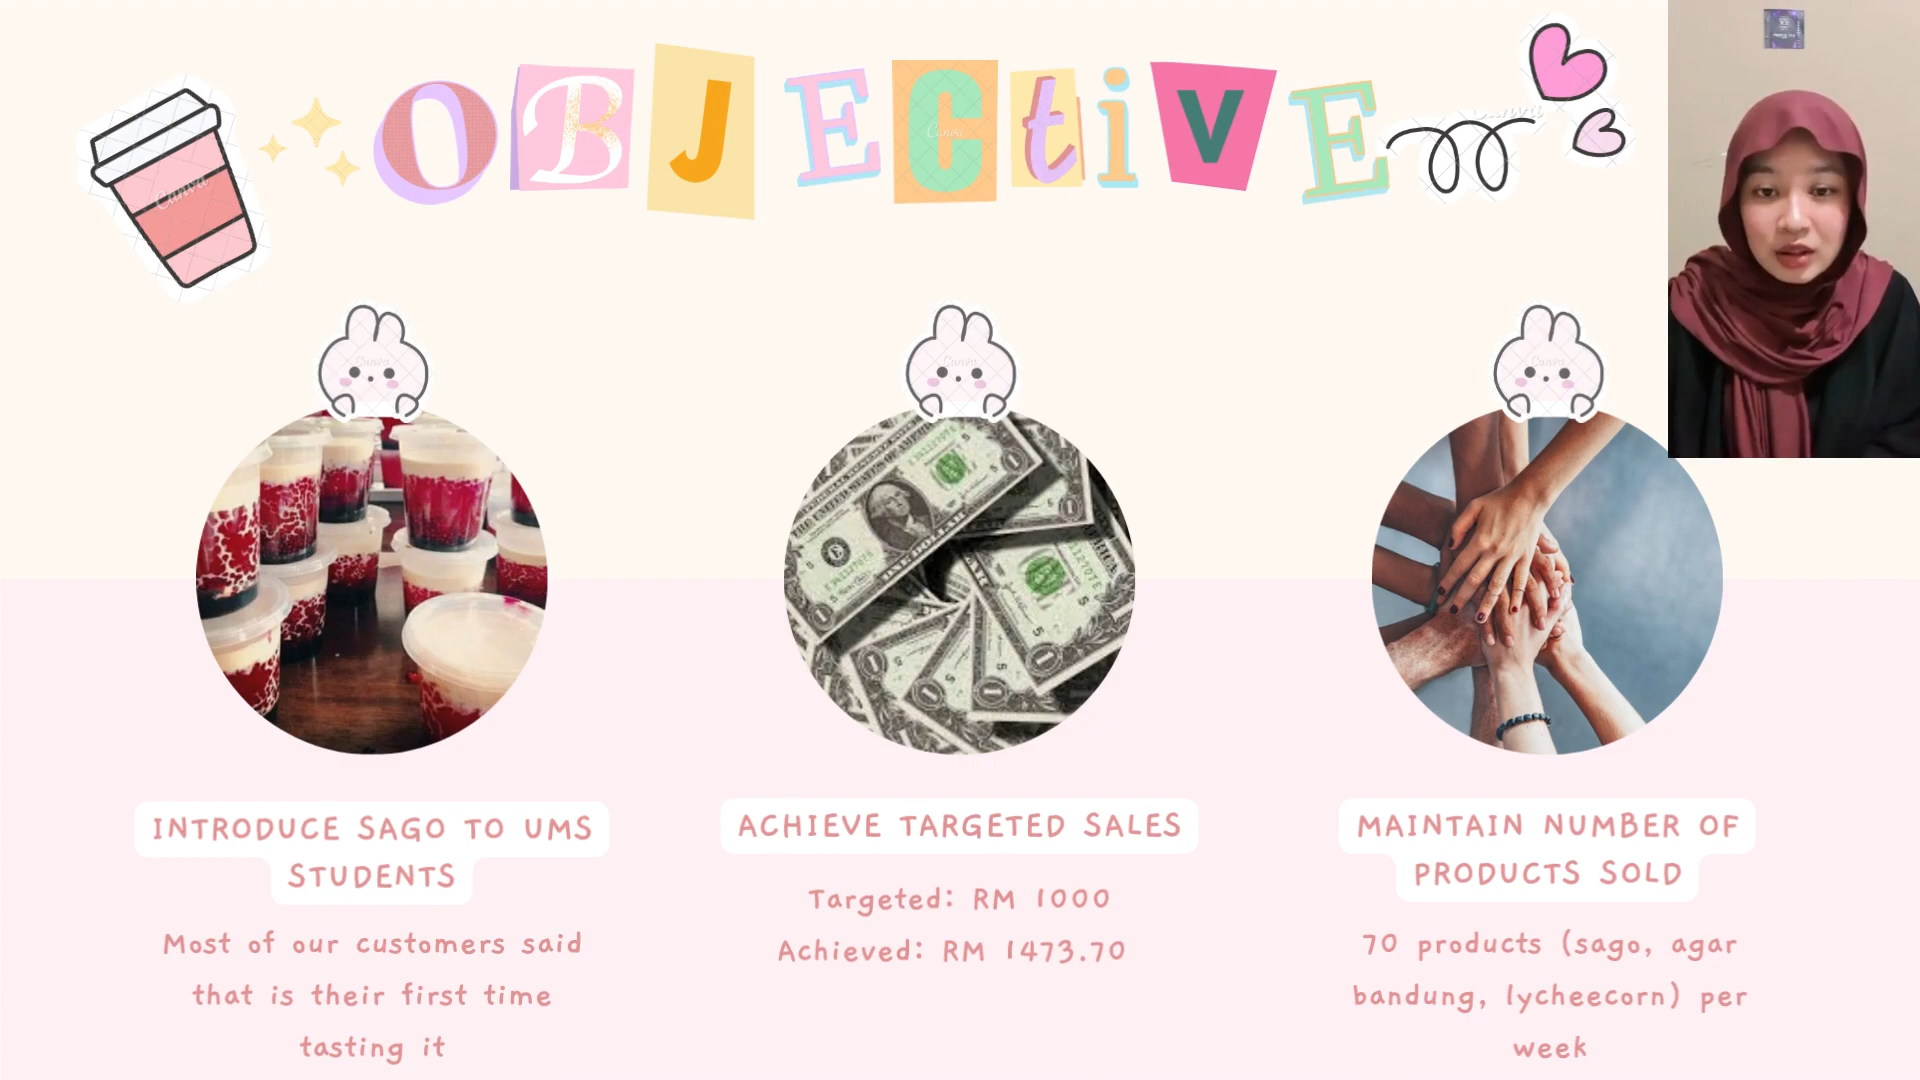 OBJECtiVE
INTRODUCE SAGO TO UMS
STUDENTS
Most of our customers said
that is their first time
tasting it
ACHIEVE TARGETED SALES
Targeted: RM 1000
Achieved: RM 1473.70
MAINTAIN NUMBER OF
PRODUCTS SOLD
70 products (sago, agar
bandung, lycheecorn) per
week